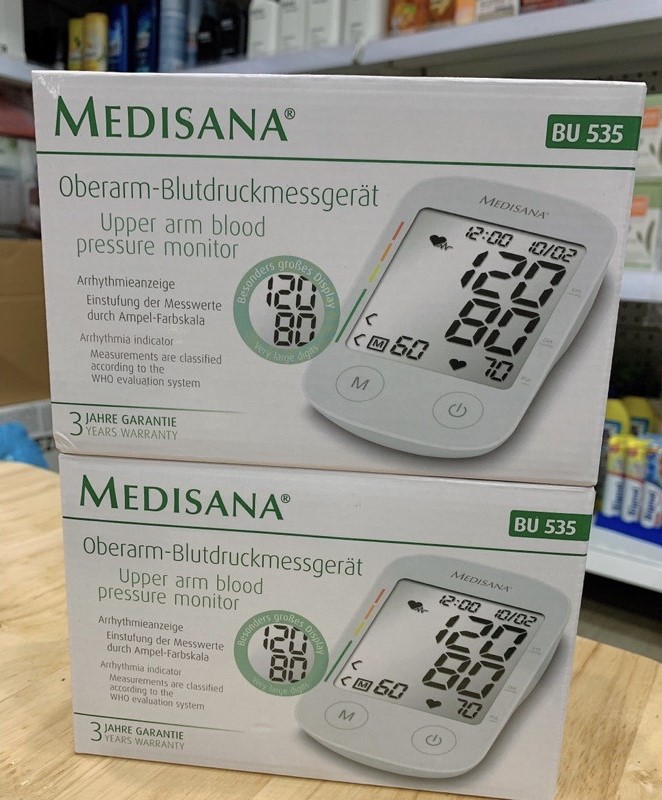 MEDISANA®
BU 535
Oberarm-Blutdruckmessgerät
Upper arm blood
pressure monitor
Arrhythmieanzeige
Einstufung der Messwerte
durch Ampel-Farbskala
Arrhythmia indicator
Measurements are classified
according to the
WHO evaluation system
3 JAHRE GARANTIE
YEARS WARRANTY
Besonders großes Display
120
80
very large digits
MEDISANA®
12:00 10/02
120
80
M 60
70
M
MEDISANA®
BU 535
Oberarm-Blutdruckmessgerät
Upper arm blood
pressure monitor
Arrhythmieanzeige
Einstufung der Messwerte
durch Ampel-Farbskala
Arrhythmia indicator
Measurements are classified
according to the
WHO evaluation system
3 JAHRE GARANTIE
YEARS WARRANTY
Besonders großes Display
120
80
very large digits
MEDISANA®
12:00 10/02
120
80
M 60
70
M